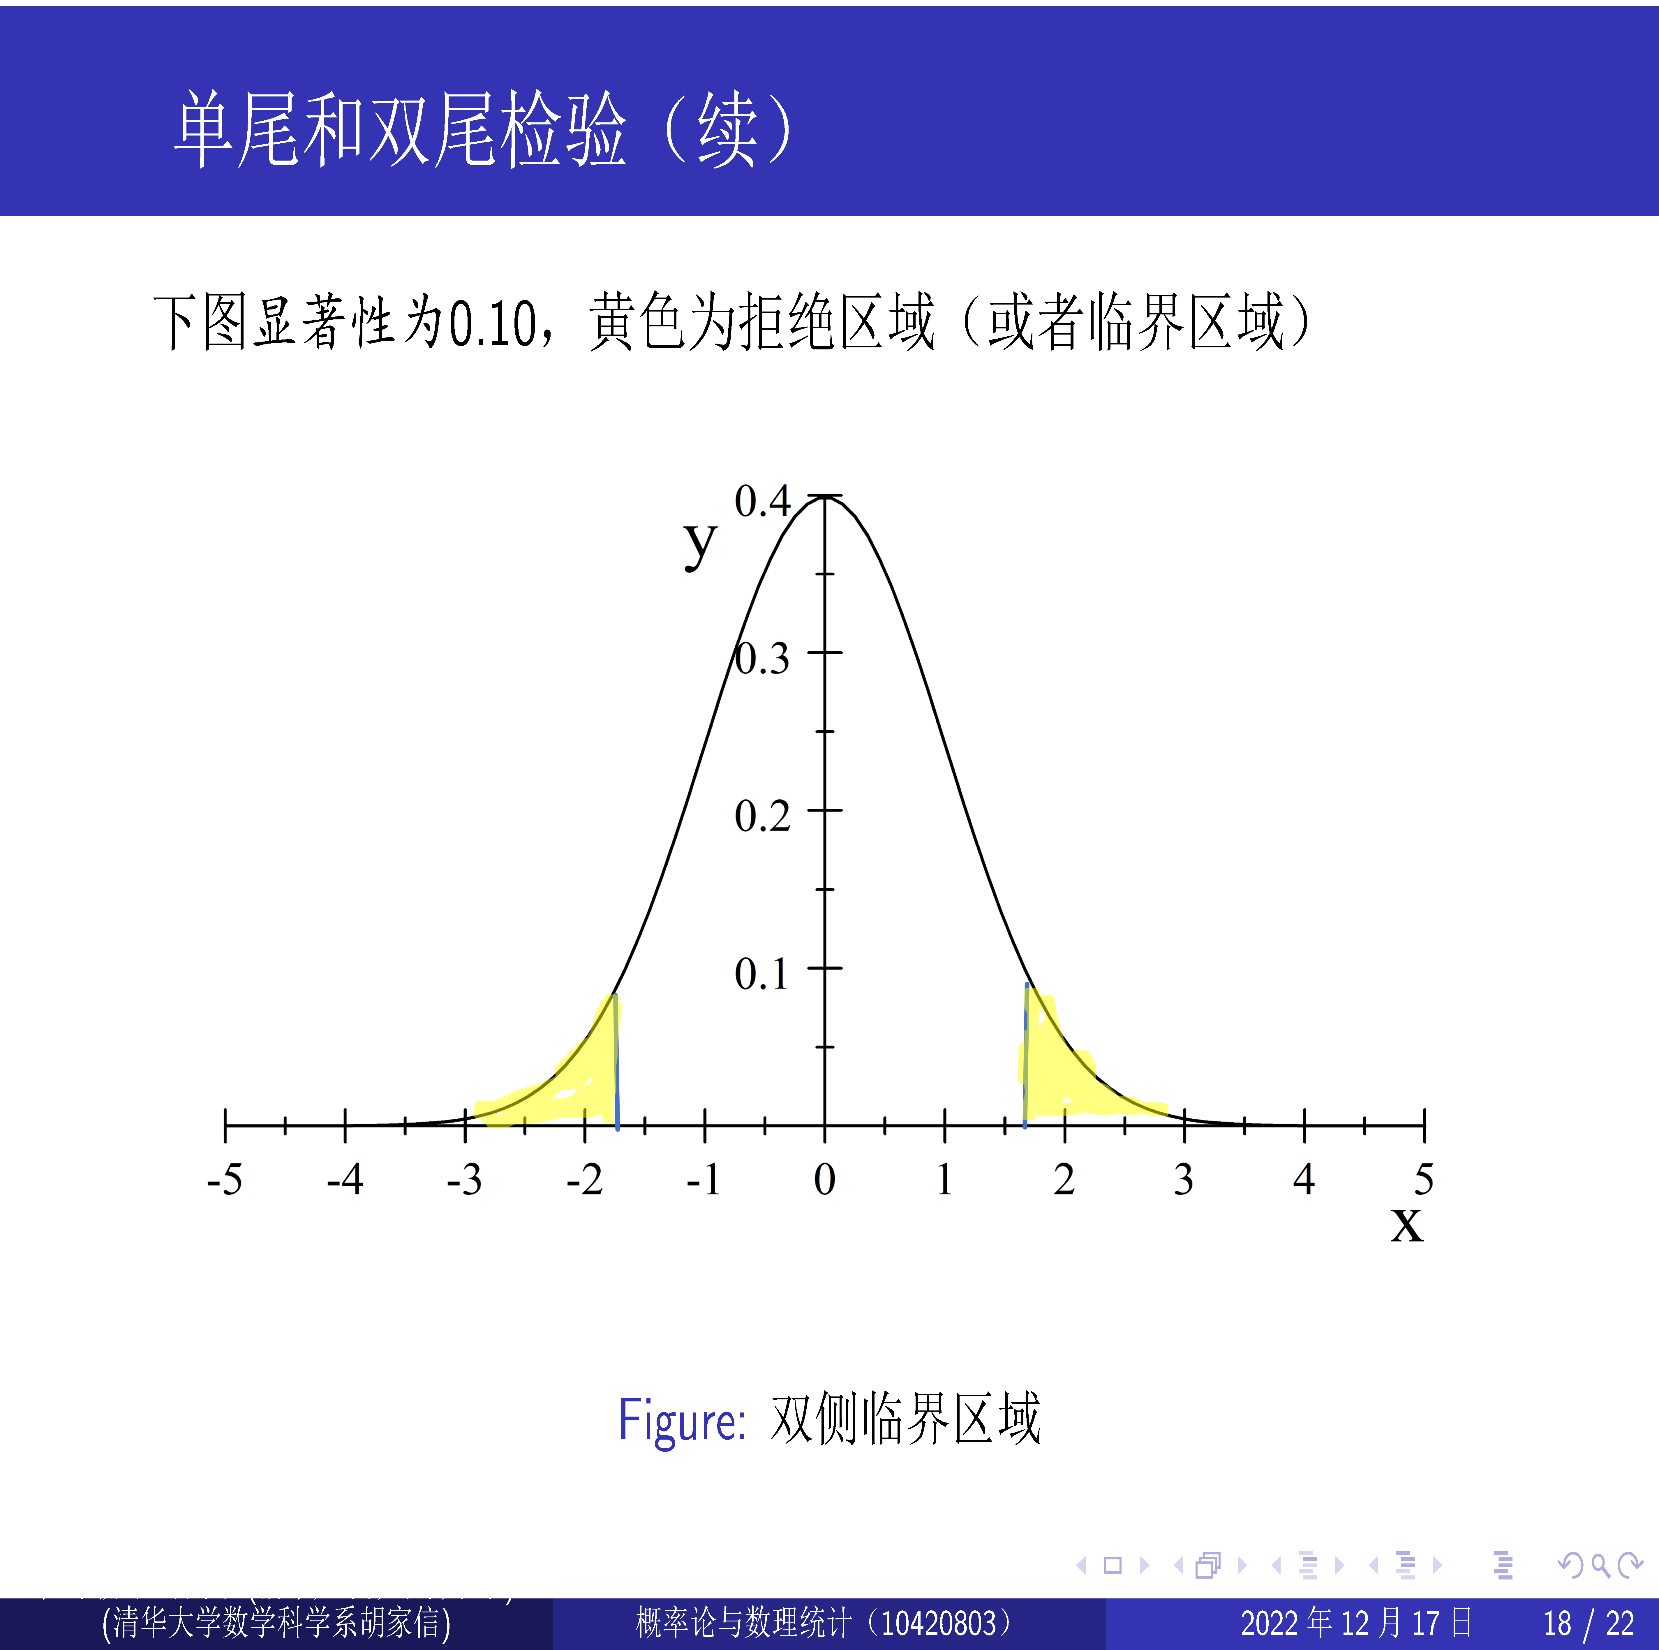 单尾和双尾检验（续）
下图显著性为0.10，黄色为拒绝区域（或者临界区域）
0.4
y
0.3
0.2
0.1
-5 -4 -3 -2 -1 0 1 2 3 4 5
x
Figure: 双侧临界区域
(清华大学数学科学系胡家信) 概率论与数理统计（10420803） 2022 年 12 月 17 日 18 / 22